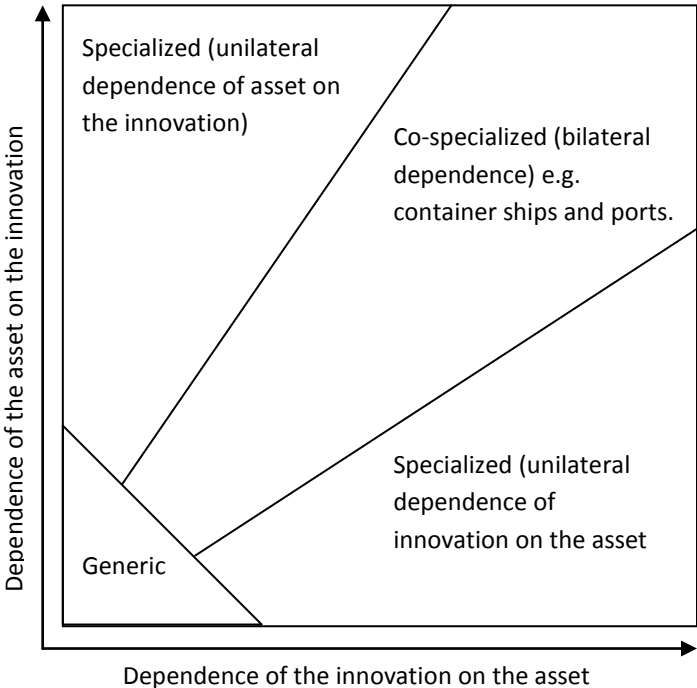 Specialized (unilateral
dependence of asset on
the innovation)
Co-specialized (bilateral
dependence) e.g.
container ships and ports.
Specialized (unilateral
dependence of
innovation on the asset
Generic
Dependence of the asset on the innovation
Dependence of the innovation on the asset